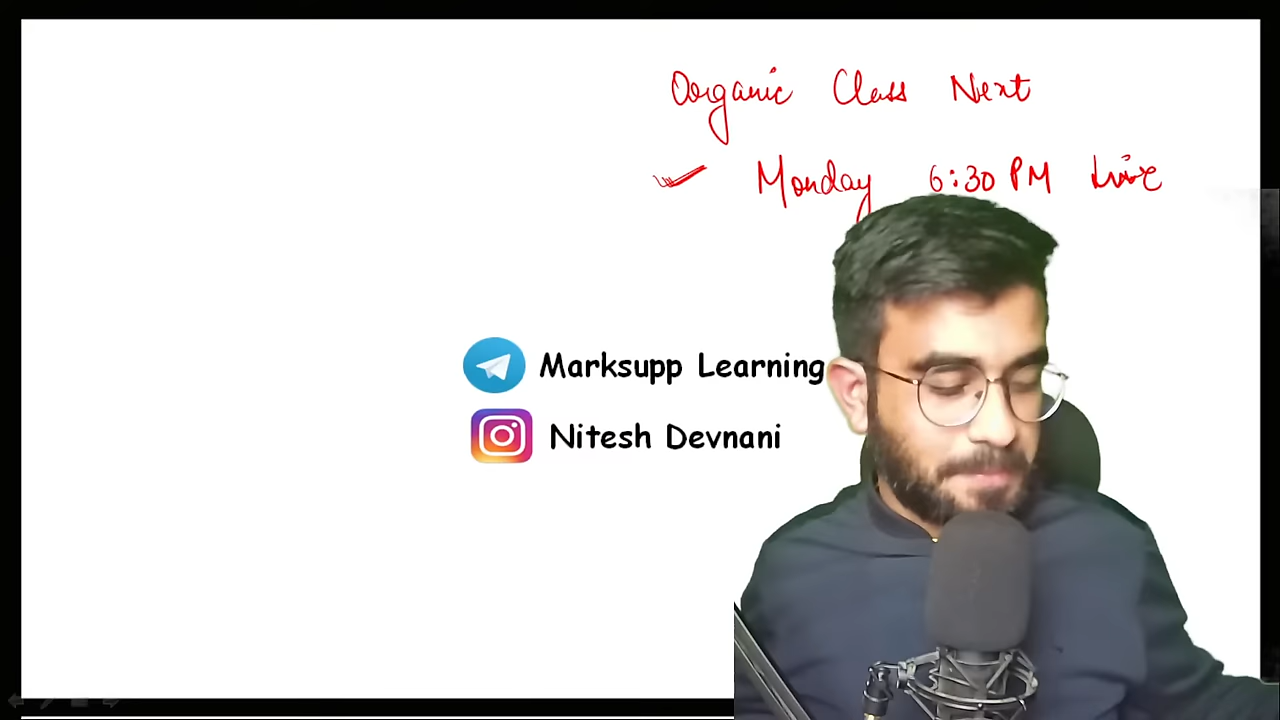 Organic Class Next
Monday 6:30 PM Live
Marksupp Learning
Nitesh Devnani